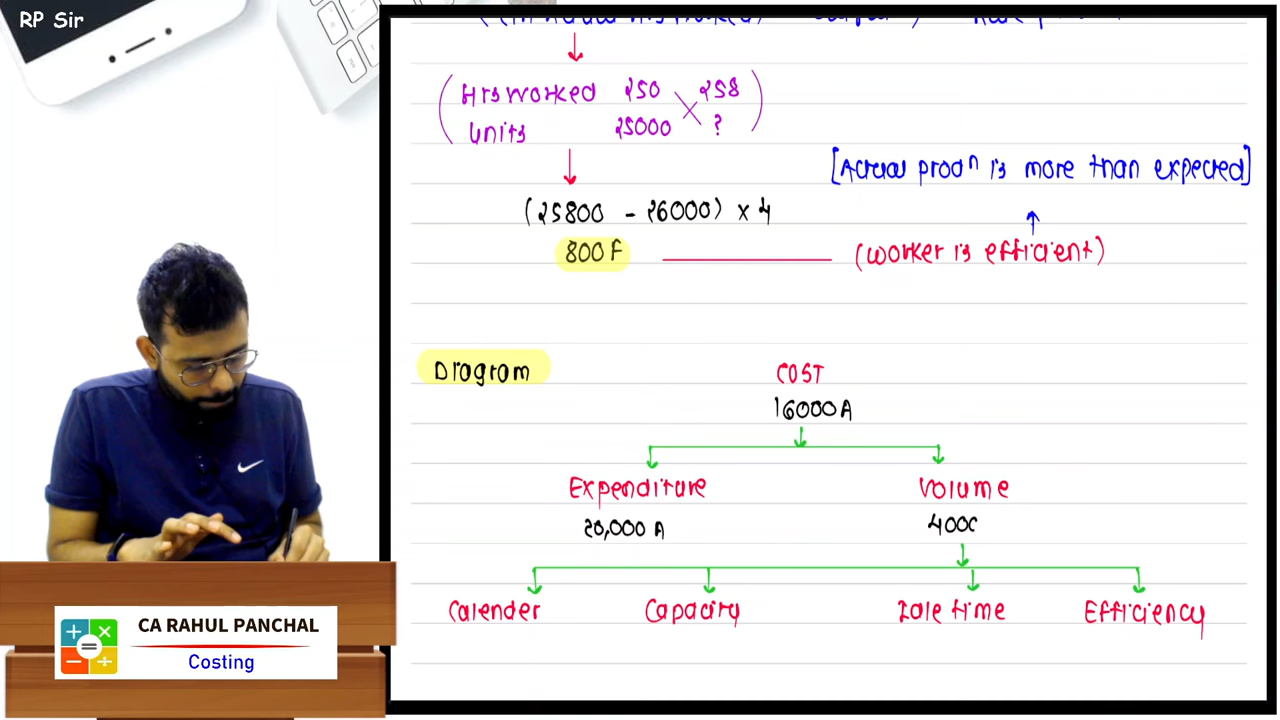 RP Sir
Hrs worked 250 258
Units 25000 ?
[Actual prodⁿ is more than expected]
(25800 - 26000) × 4
800 F (Worker is efficient)
Diagram
COST
16000 A
Expenditure Volume
20,000 A 4000
Calender Capacity Idle time Efficiency
CA RAHUL PANCHAL
Costing